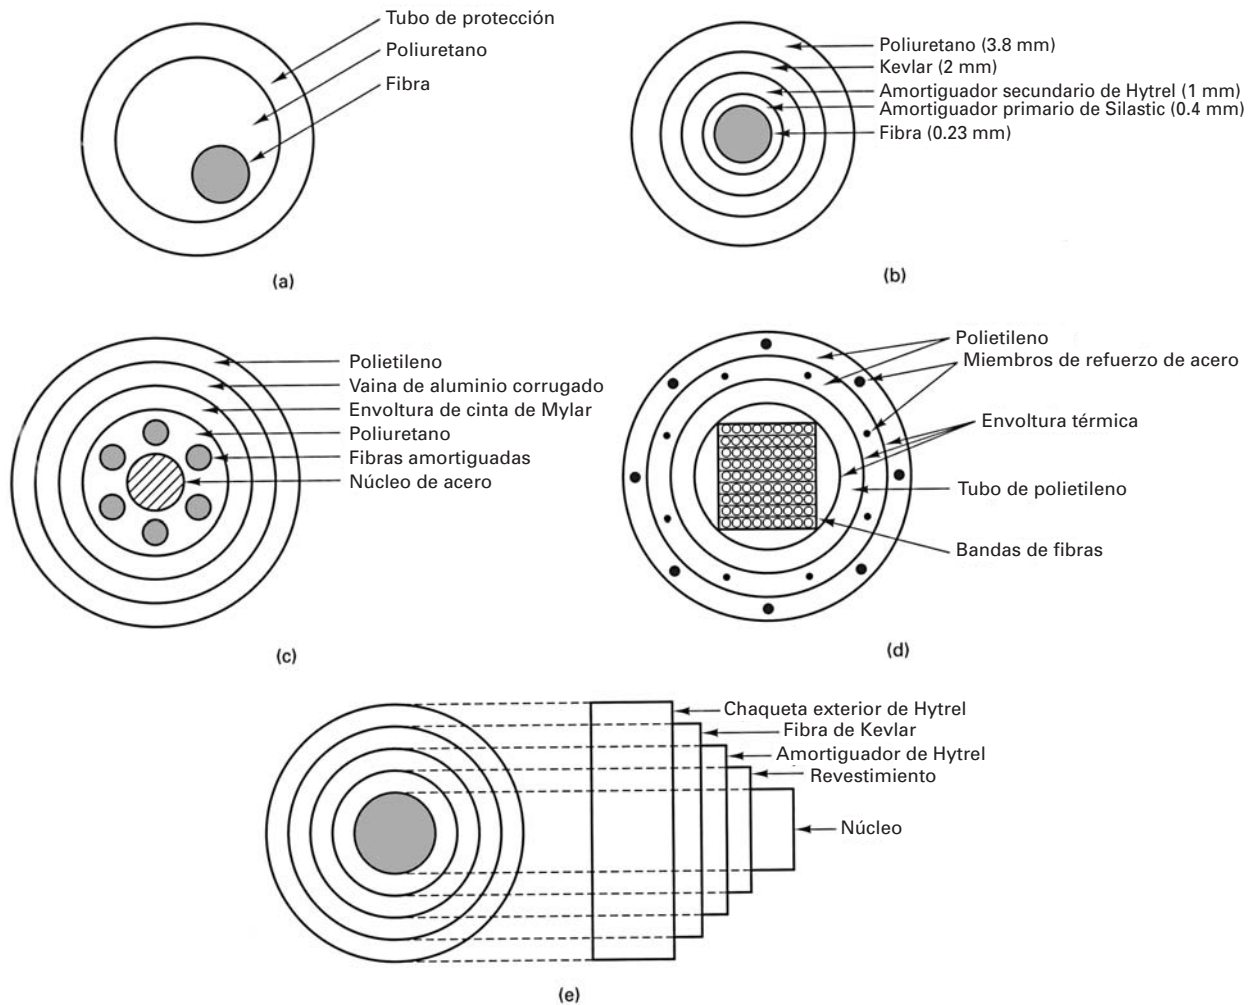 Tubo de protección
Poliuretano
Fibra
(a)
Poliuretano (3.8 mm)
Kevlar (2 mm)
Amortiguador secundario de Hytrel (1 mm)
Amortiguador primario de Silastic (0.4 mm)
Fibra (0.23 mm)
(b)
Polietileno
Vaina de aluminio corrugado
Envoltura de cinta de Mylar
Poliuretano
Fibras amortiguadas
Núcleo de acero
(c)
Polietileno
Miembros de refuerzo de acero
Envoltura térmica
Tubo de polietileno
Bandas de fibras
(d)
Chaqueta exterior de Hytrel
Fibra de Kevlar
Amortiguador de Hytrel
Revestimiento
Núcleo
(e)